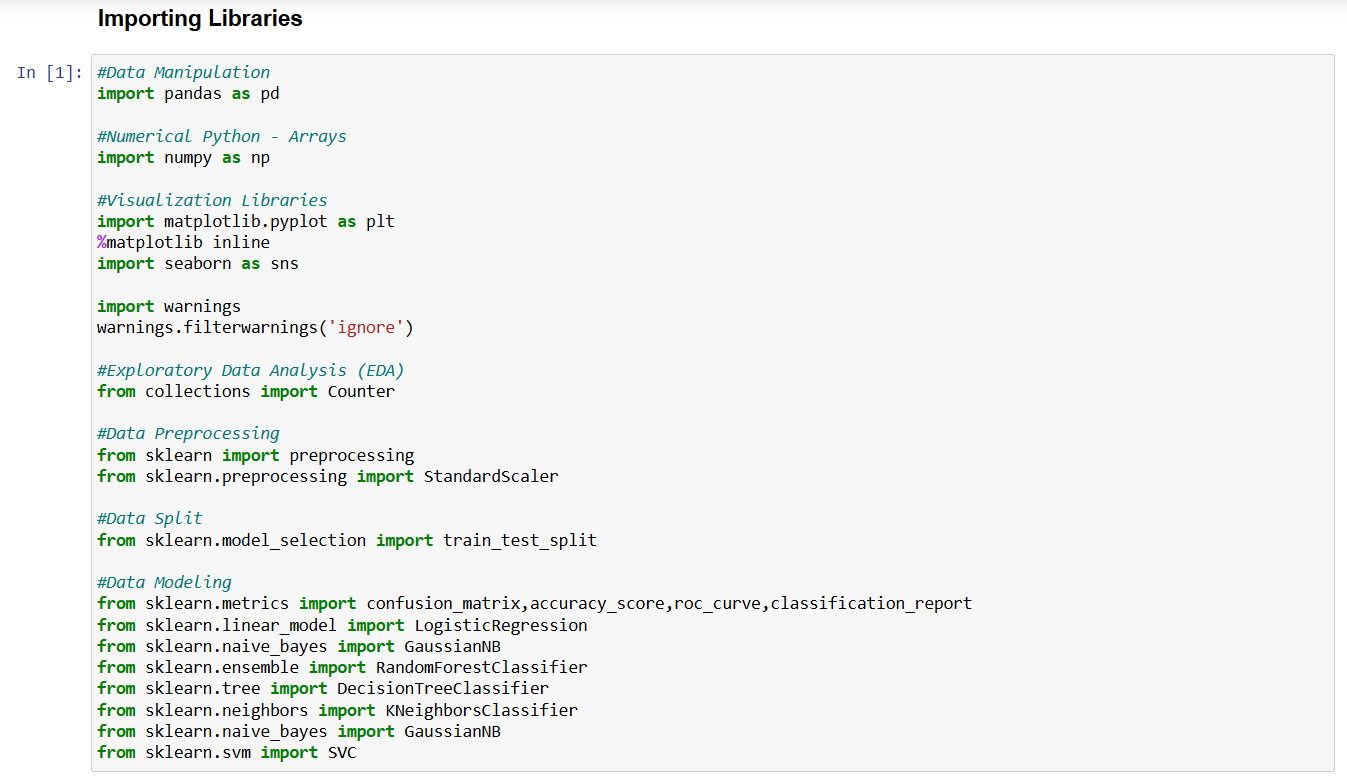 Importing Libraries
In [1]:
#Data Manipulation
import pandas as pd
#Numerical Python - Arrays
import numpy as np
#Visualization Libraries
import matplotlib.pyplot as plt
%matplotlib inline
import seaborn as sns
import warnings
warnings.filterwarnings('ignore')
#Exploratory Data Analysis (EDA)
from collections import Counter
#Data Preprocessing
from sklearn import preprocessing
from sklearn.preprocessing import StandardScaler
#Data Split
from sklearn.model_selection import train_test_split
#Data Modeling
from sklearn.metrics import confusion_matrix,accuracy_score,roc_curve,classification_report
from sklearn.linear_model import LogisticRegression
from sklearn.naive_bayes import GaussianNB
from sklearn.ensemble import RandomForestClassifier
from sklearn.tree import DecisionTreeClassifier
from sklearn.neighbors import KNeighborsClassifier
from sklearn.naive_bayes import GaussianNB
from sklearn.svm import SVC